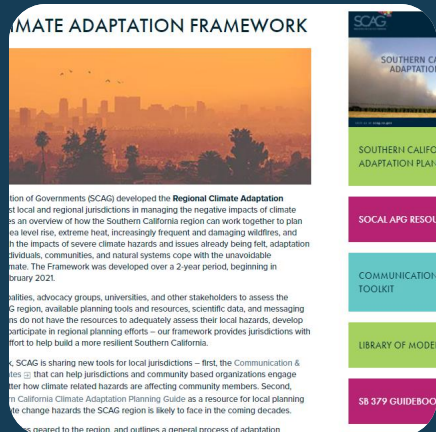 IMATE ADAPTATION FRAMEWORK
tion of Governments (SCAG) developed the Regional Climate Adaptation
st local and regional jurisdictions in managing the negative impacts of climate
es an overview of how the Southern California region can work together to plan
ea level rise, extreme heat, increasingly frequent and damaging wildfires, and
h the impacts of severe climate hazards and issues already being felt, adaptation
dividuals, communities, and natural systems cope with the unavoidable
mate. The Framework was developed over a 2-year period, beginning in
bruary 2021.
palities, advocacy groups, universities, and other stakeholders to assess the
G region, available planning tools and resources, scientific data, and messaging
ns do not have the resources to adequately assess their local hazards, develop
participate in regional planning efforts – our framework provides jurisdictions with
ffort to help build a more resilient Southern California.
k, SCAG is sharing new tools for local jurisdictions – first, the Communication &
tes that can help jurisdictions and community based organizations engage
tter how climate related hazards are affecting community members. Second,
rn California Climate Adaptation Planning Guide as a resource for local planning
te change hazards the SCAG region is likely to face in the coming decades.
s geared to the region, and outlines a general process of adaptation
SCAG
SOUTHERN CA
ADAPTATION
SOUTHERN CALIFO
ADAPTATION PLAN
SOCAL APG RESOU
COMMUNICATION
TOOLKIT
LIBRARY OF MODE
SB 379 GUIDEBOO